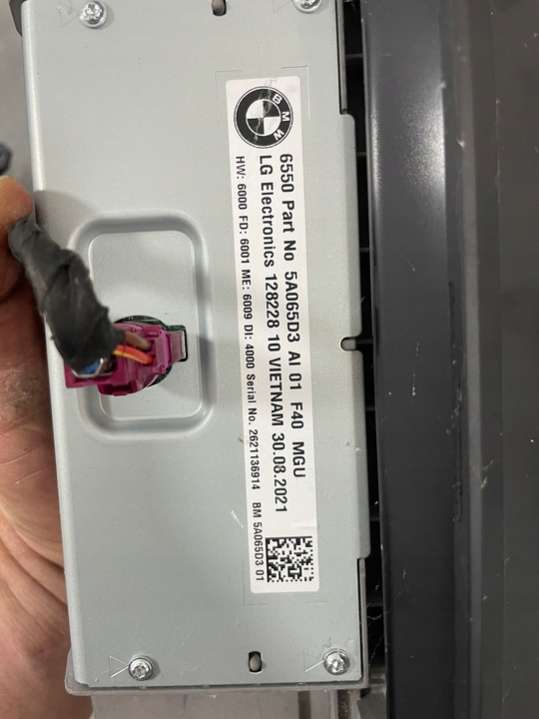 BMW
6550 Part No 5A065D3 AI 01 F40 MGU
LG Electronics 128228 10 VIETNAM 30.08.2021
HW: 6000 FD: 6001 ME: 6009 DI: 4000 Serial No. 2621136914 BM 5A065D3 01